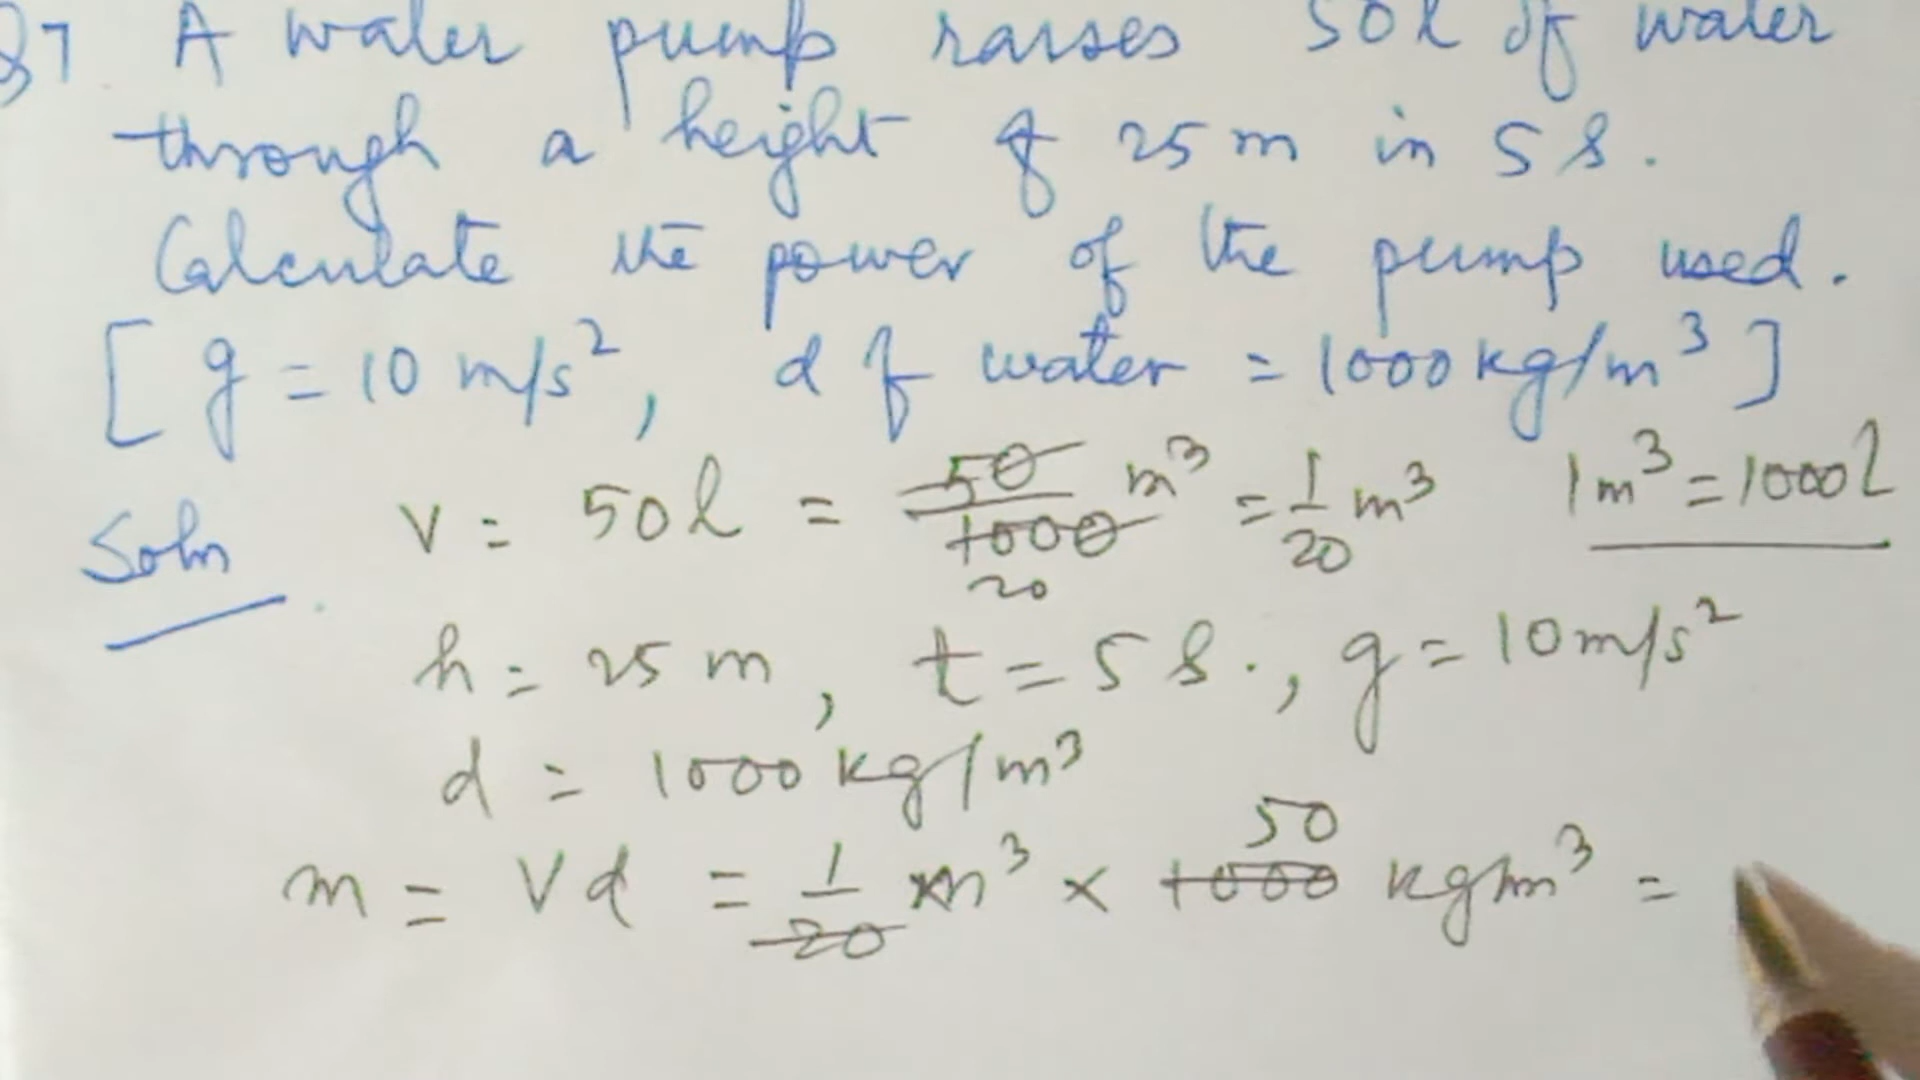 Q7 A water pump raises 50l of water
through a height of 25 m in 5 s.
Calculate the power of the pump used.
[ g = 10 m/s², d of water = 1000 kg/m³ ]
Soln V = 50 l = 50/1000 20 m³ = 1/20 m³ 1m³ = 1000l
h = 25 m, t = 5 s., g = 10 m/s²
d = 1000 kg/m³
m = Vd = 1/20 m³ × 1000 50 kg/m³ =